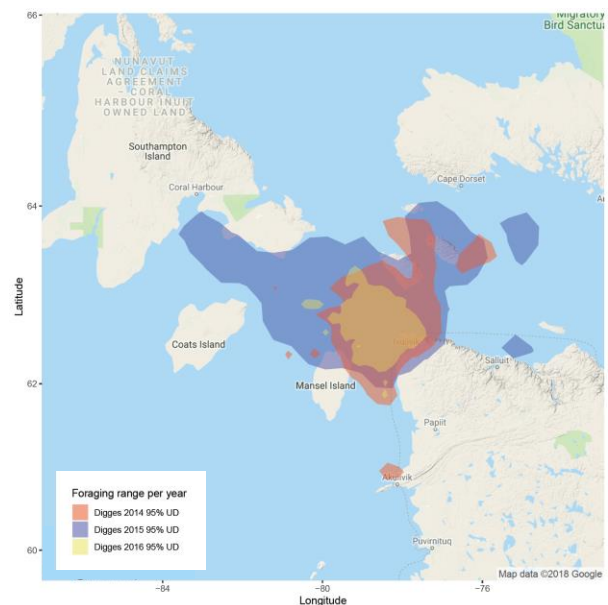 66
64
62
60
Latitude
-84
-80
-76
Longitude
Migratory
Bird Sanctua
NUNAVUT
LAND CLAIMS
AGREEMENT
- CORAL
HARBOUR INUIT
OWNED LAND
Southampton
Island
Coral Harbour
Cape Dorset
Coats Island
Mansel Island
Salluit
Papiit
Akulivik
Puvirnituq
Foraging range per year
Digges 2014 95% UD
Digges 2015 95% UD
Digges 2016 95% UD
Map data ©2018 Google